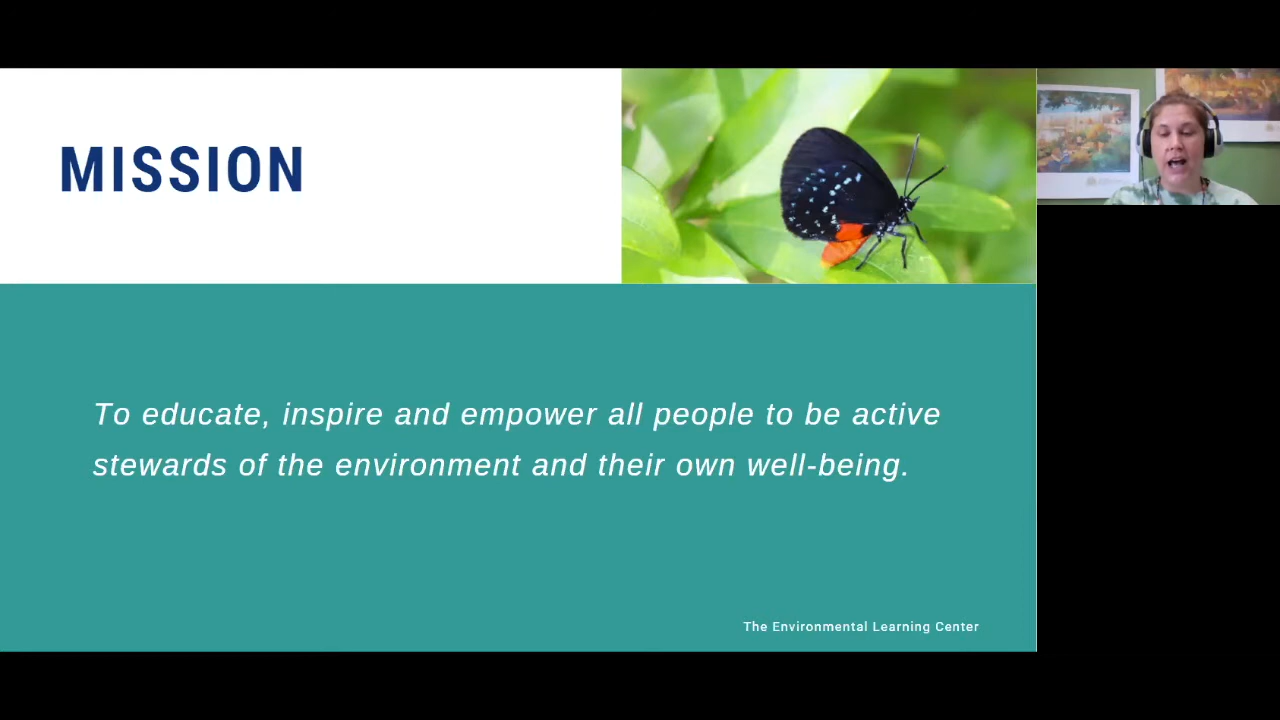 MISSION
To educate, inspire and empower all people to be active
stewards of the environment and their own well-being.
The Environmental Learning Center